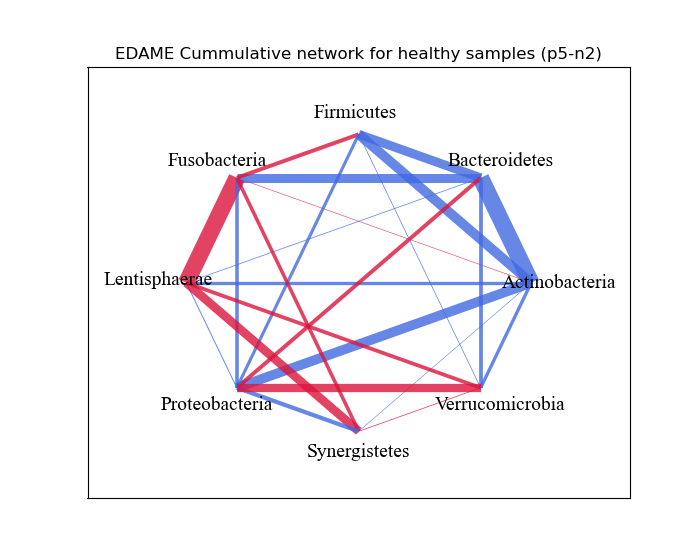 EDAME Cummulative network for healthy samples (p5-n2)
Firmicutes
Fusobacteria
Bacteroidetes
Lentisphaerae
Actinobacteria
Proteobacteria
Verrucomicrobia
Synergistetes